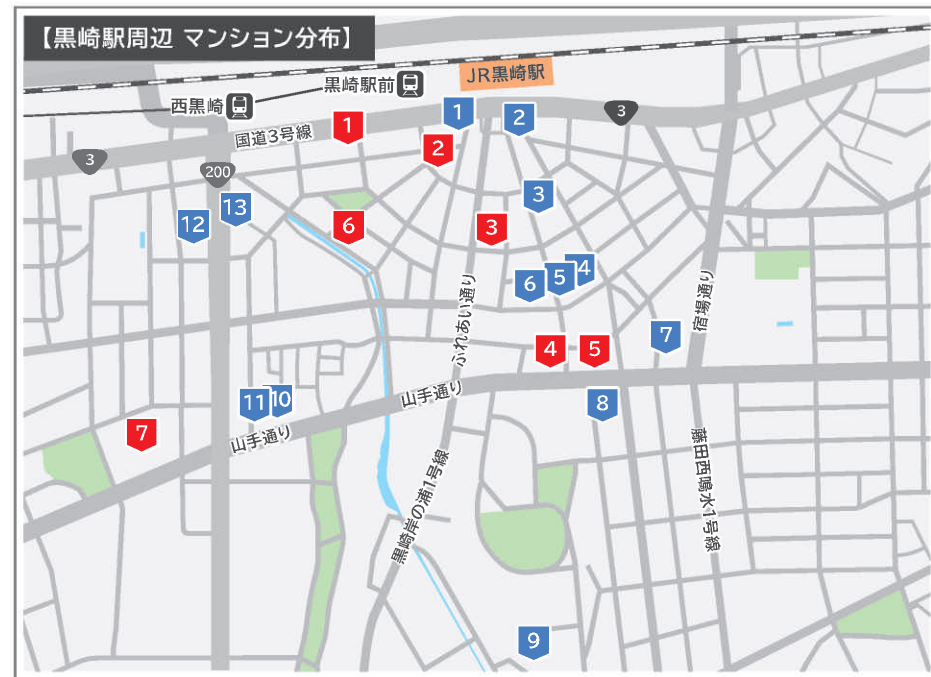 【黒崎駅周辺 マンション分布】
JR黒崎駅
黒崎駅前
西黒崎
国道3号線
3
3
200
1
2
3
4
5
6
7
1
2
3
4
5
6
7
8
9
10
11
12
13
ふれあい通り
宿場通り
山手通り
山手通り
黒崎岸の浦1号線
藤田西鳴水1号線